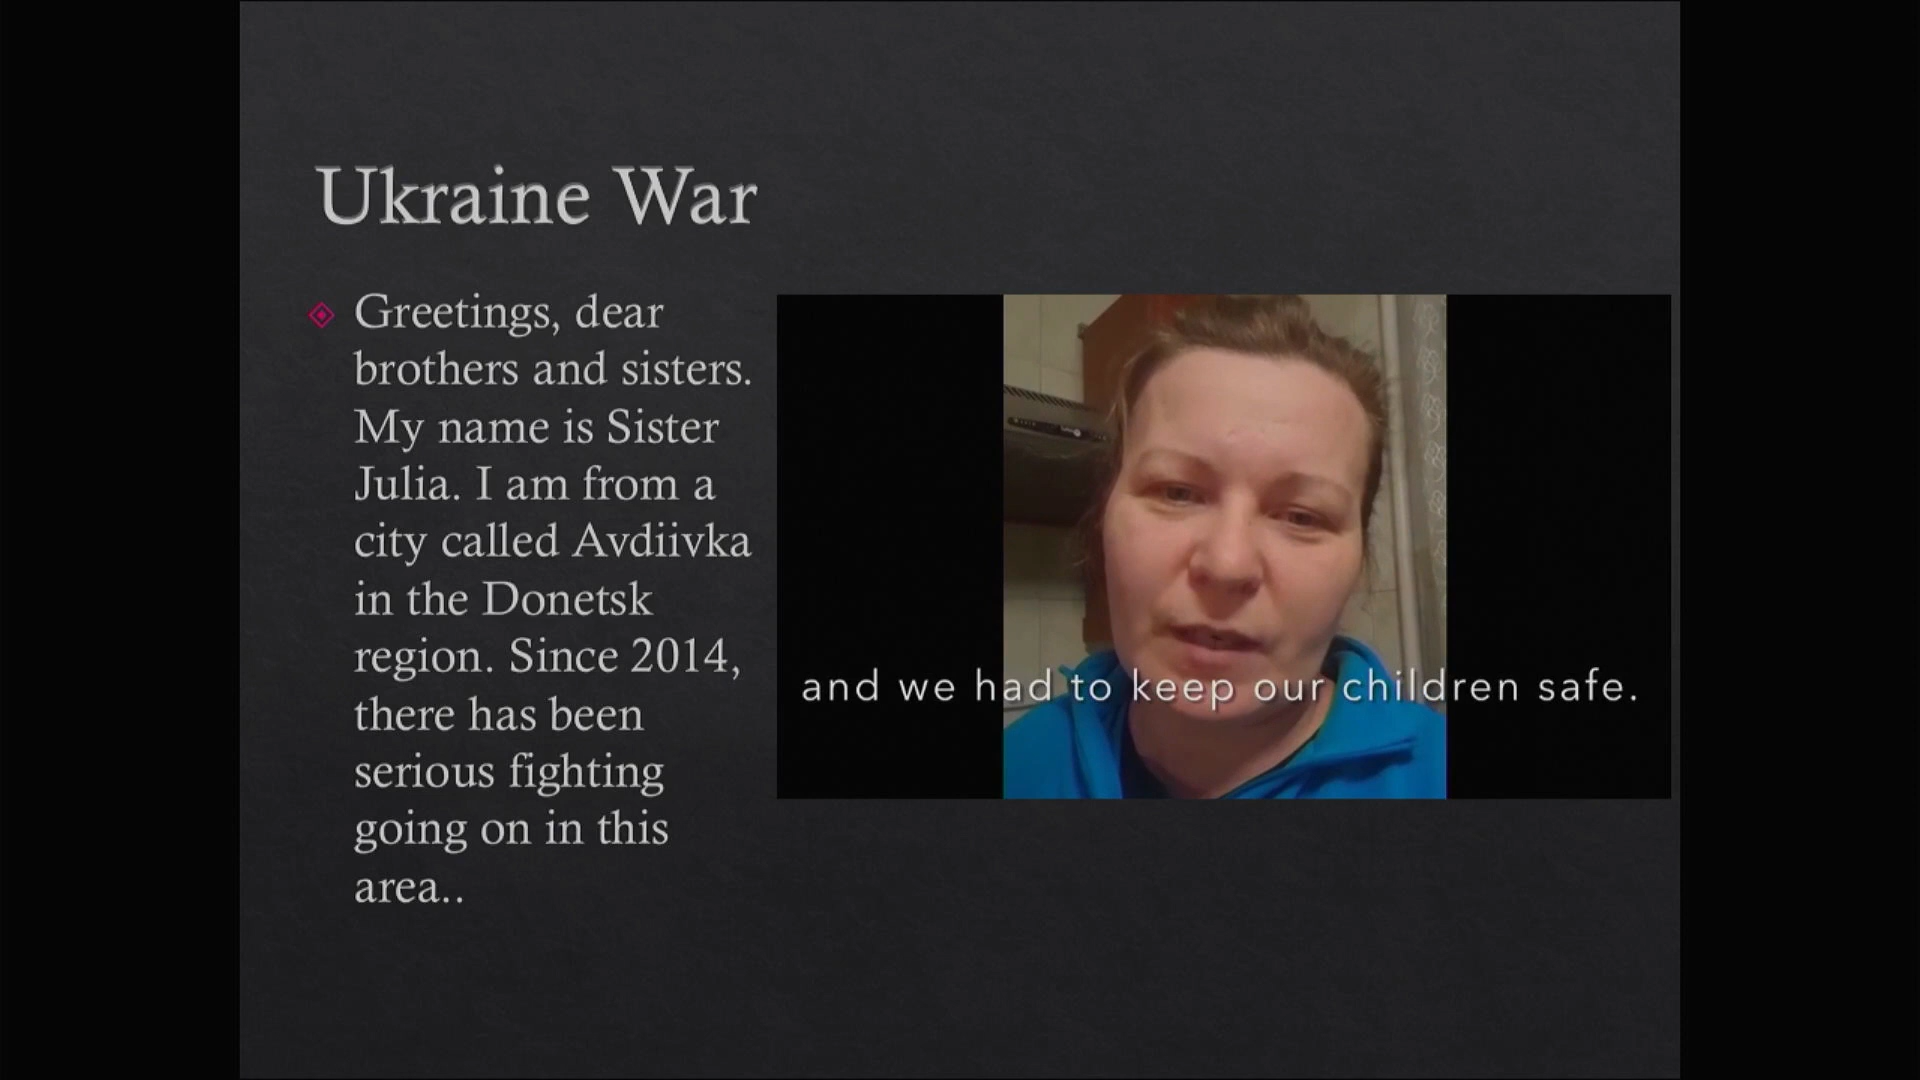 Ukraine War
Greetings, dear
brothers and sisters.
My name is Sister
Julia. I am from a
city called Avdiivka
in the Donetsk
region. Since 2014,
there has been
serious fighting
going on in this
area..
and we had to keep our children safe.